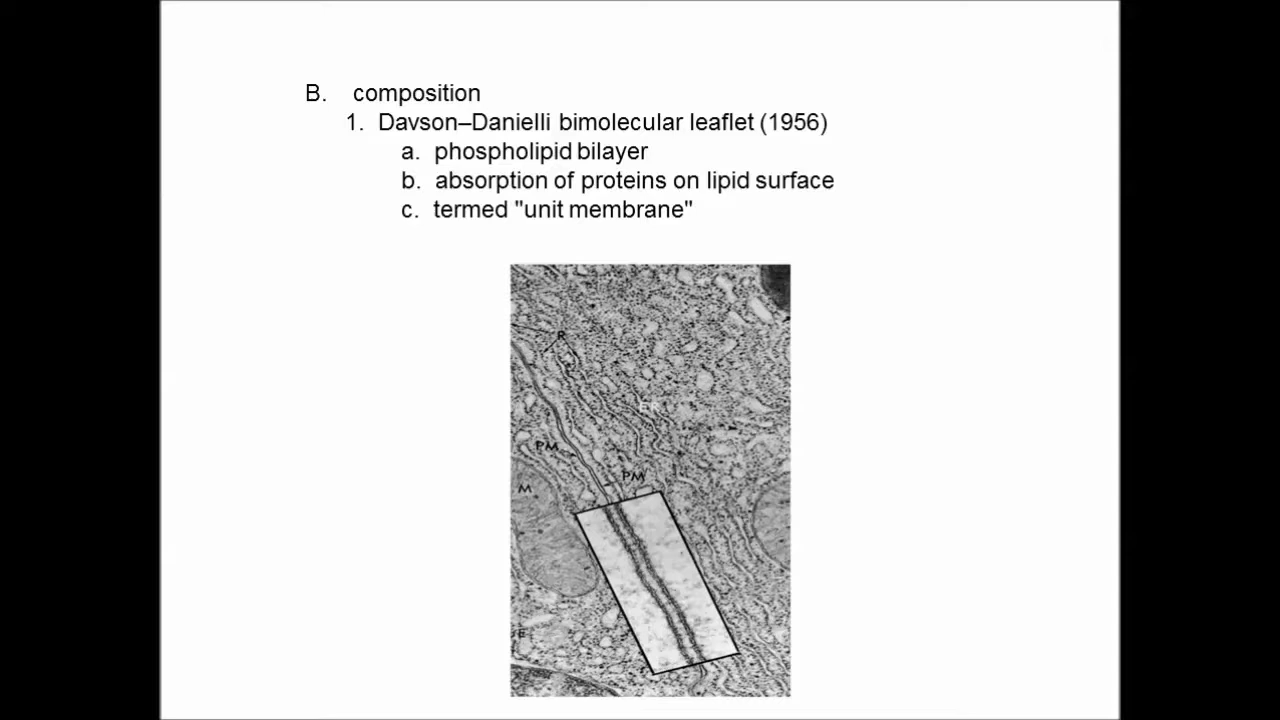 B. composition
1. Davson–Danielli bimolecular leaflet (1956)
a. phospholipid bilayer
b. absorption of proteins on lipid surface
c. termed "unit membrane"
R
ER
PM
PM
M